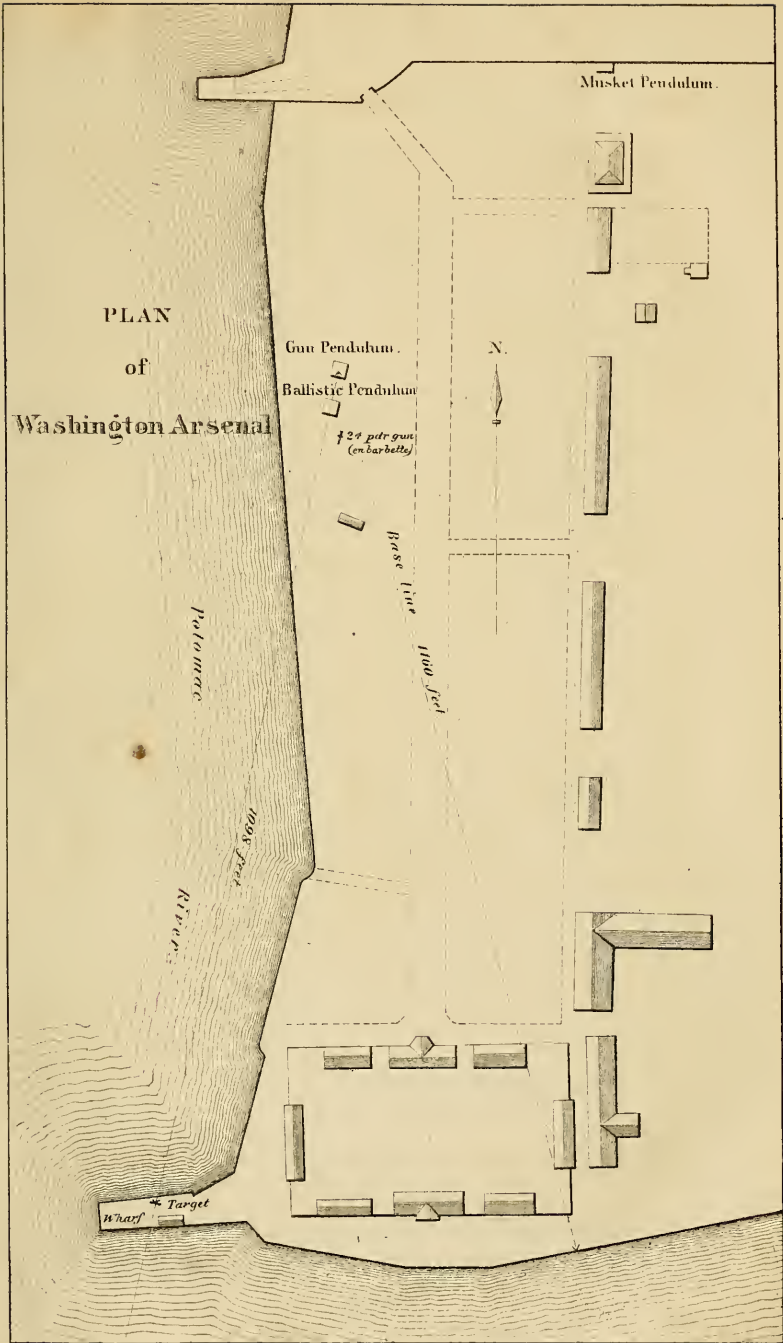 Musket Pendulum.
PLAN
of
Washington Arsenal
Gun Pendulum.
N.
Ballistic Pendulum
24 pdr gun
(en barbette)
Base line 1160 feet
Potomac
1098 feet
River
Target
Wharf